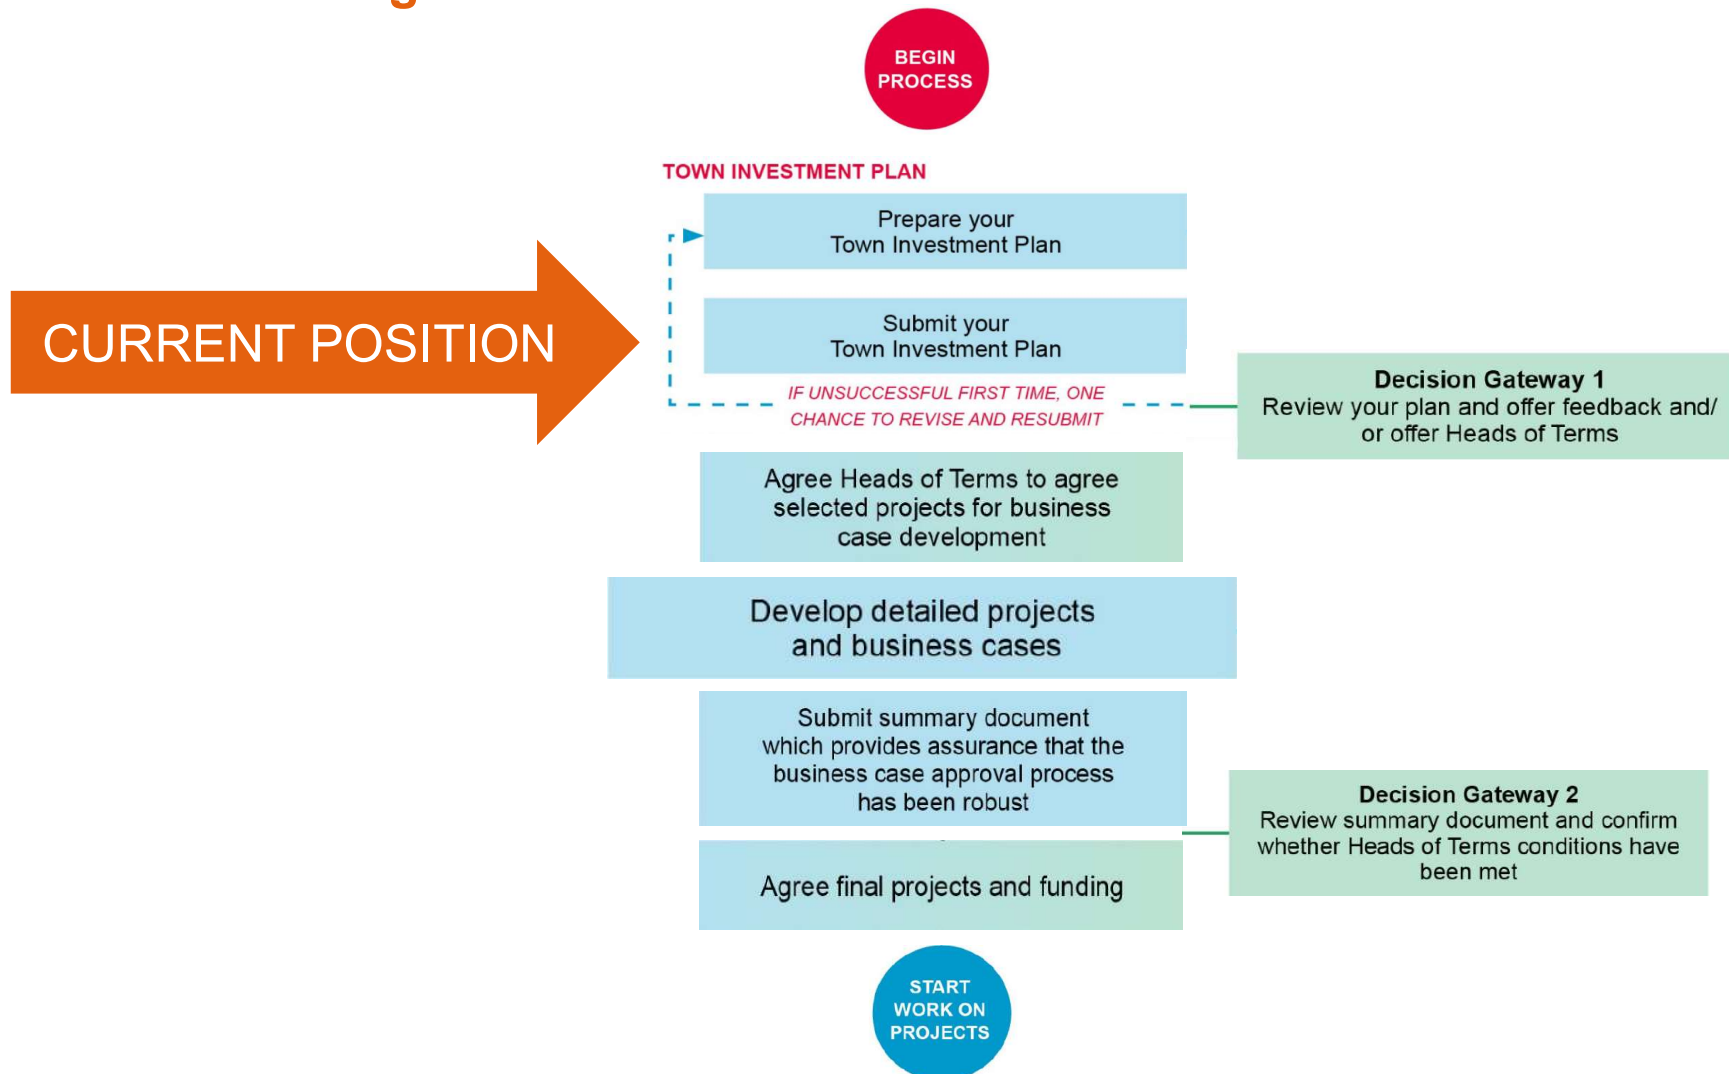 BEGIN
PROCESS
TOWN INVESTMENT PLAN
Prepare your
Town Investment Plan
CURRENT POSITION
Submit your
Town Investment Plan
IF UNSUCCESSFUL FIRST TIME, ONE
CHANCE TO REVISE AND RESUBMIT
Decision Gateway 1
Review your plan and offer feedback and/
or offer Heads of Terms
Agree Heads of Terms to agree
selected projects for business
case development
Develop detailed projects
and business cases
Submit summary document
which provides assurance that the
business case approval process
has been robust
Decision Gateway 2
Review summary document and confirm
whether Heads of Terms conditions have
been met
Agree final projects and funding
START
WORK ON
PROJECTS